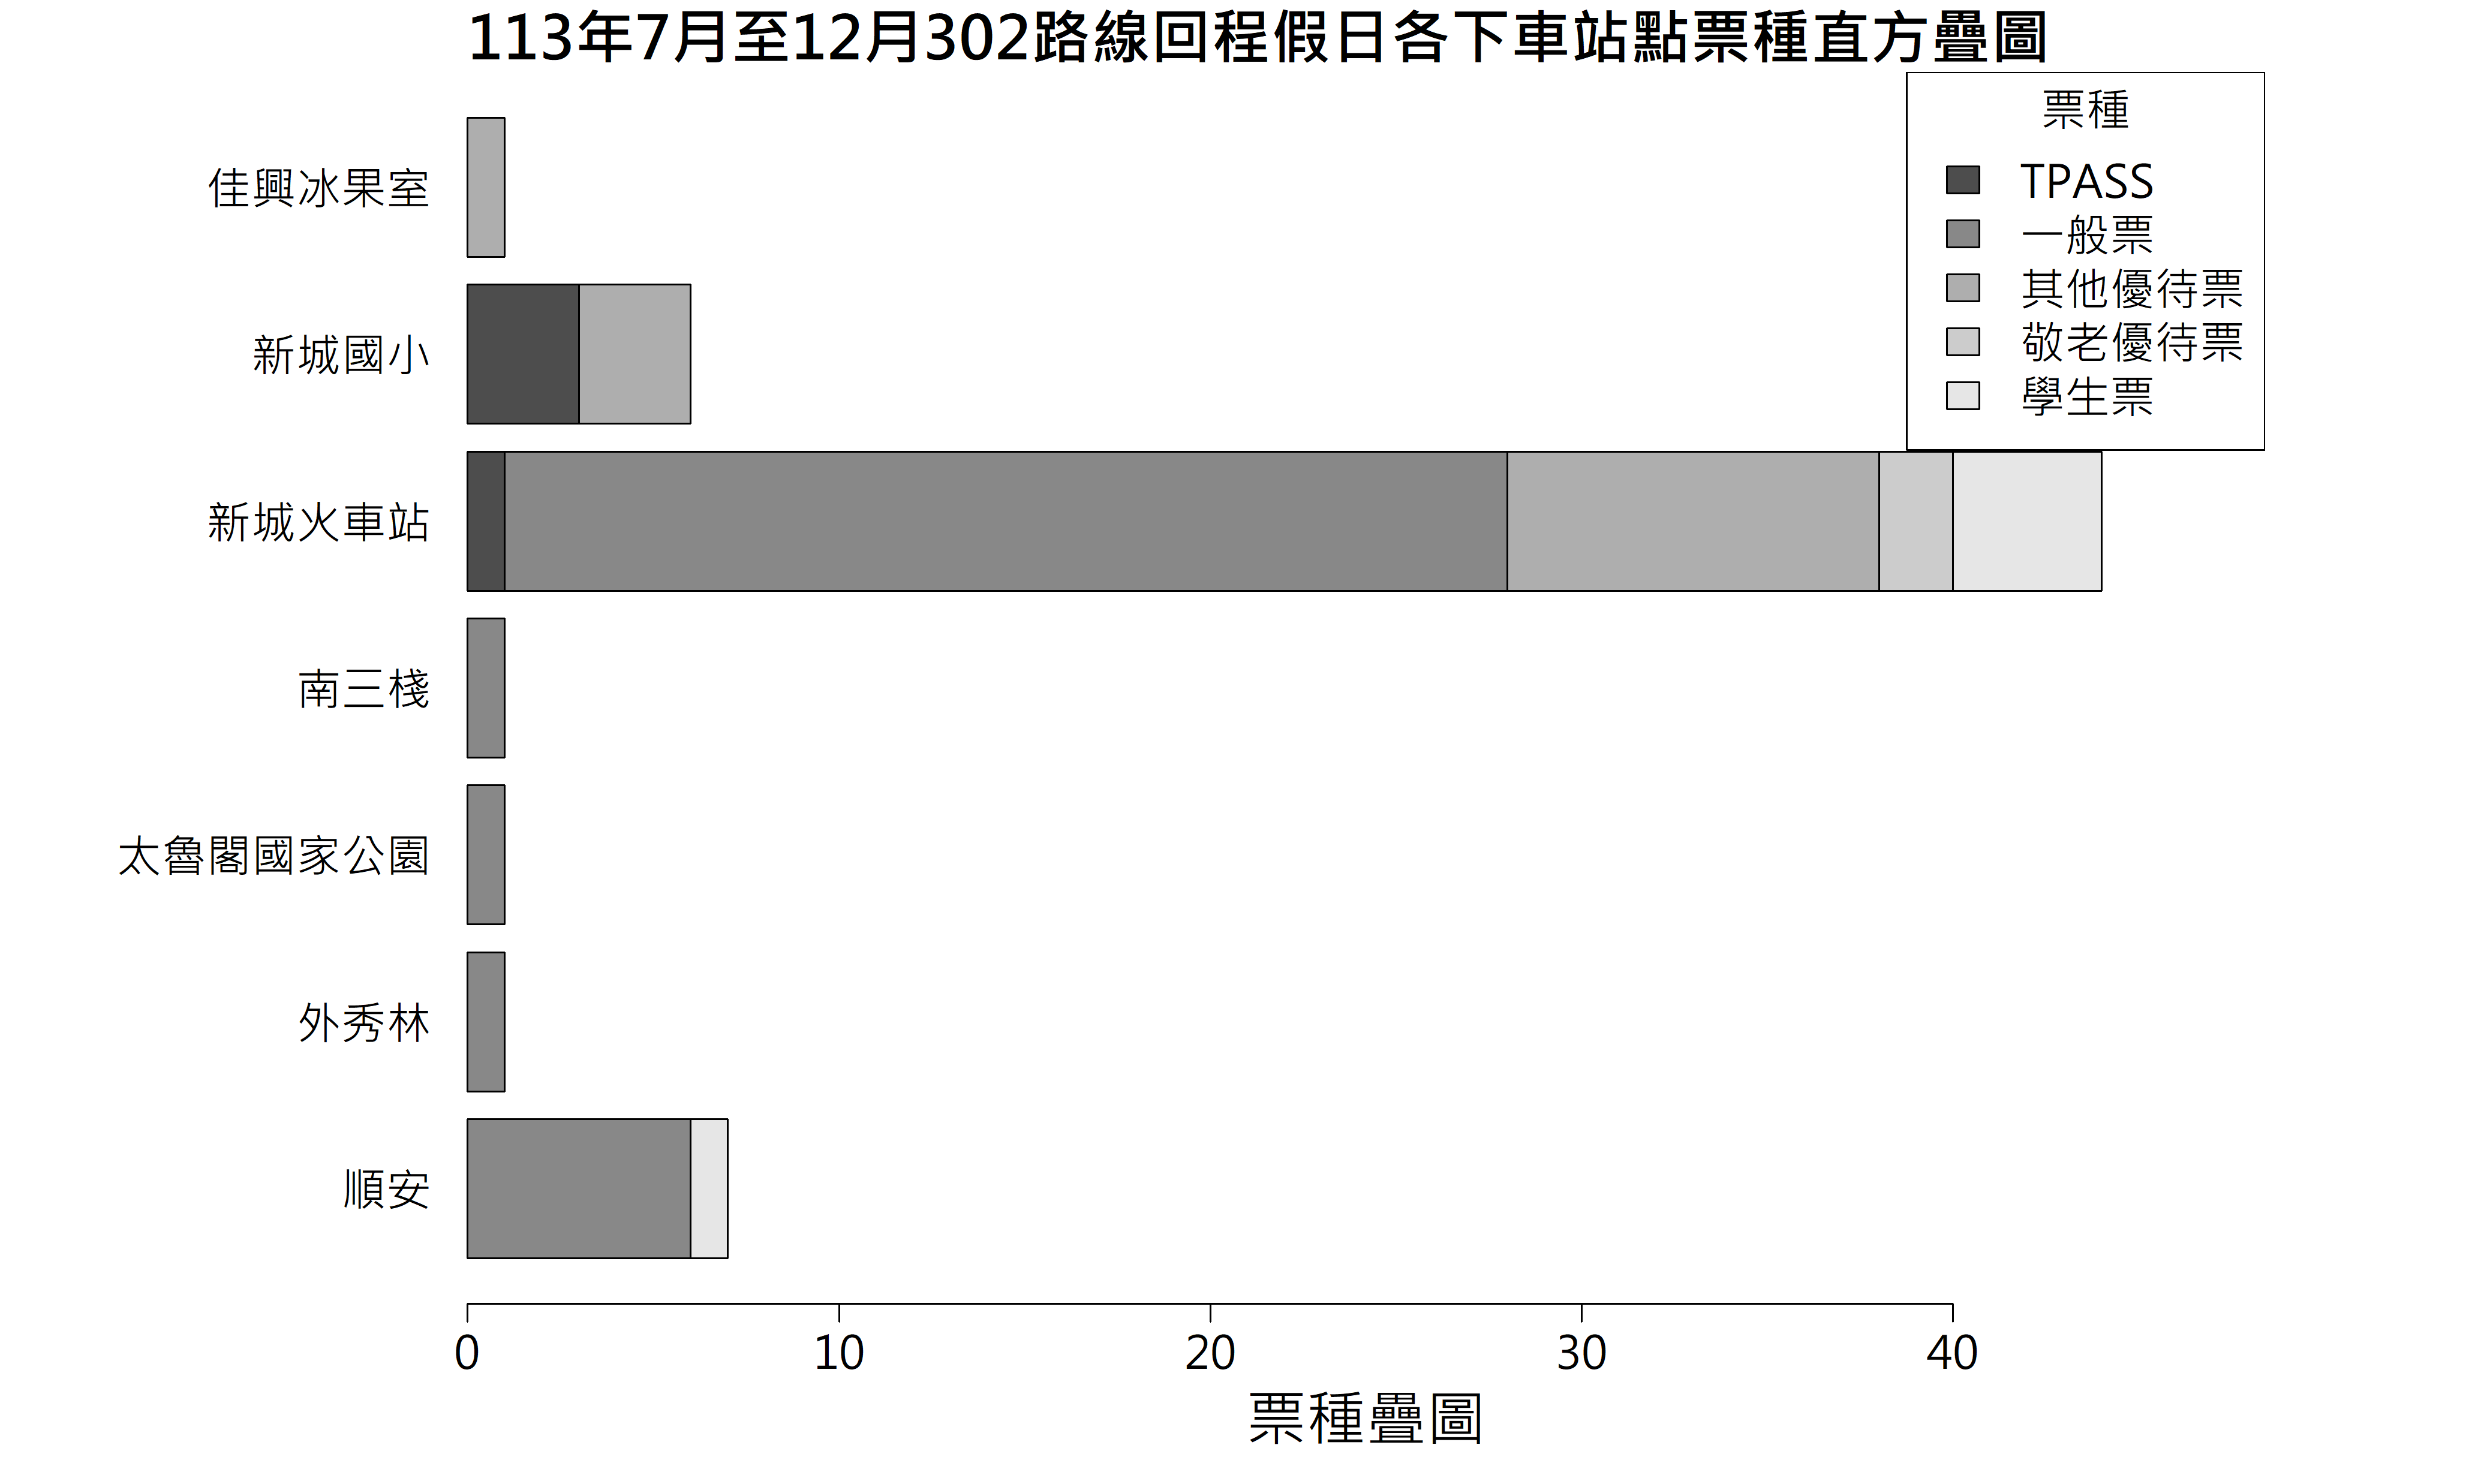 113年7月至12月302路線回程假日各下車站點票種直方疊圖
票種
TPASS
一般票
其他優待票
敬老優待票
學生票
佳興冰果室
新城國小
新城火車站
南三棧
太魯閣國家公園
外秀林
順安
0 10 20 30 40
票種疊圖